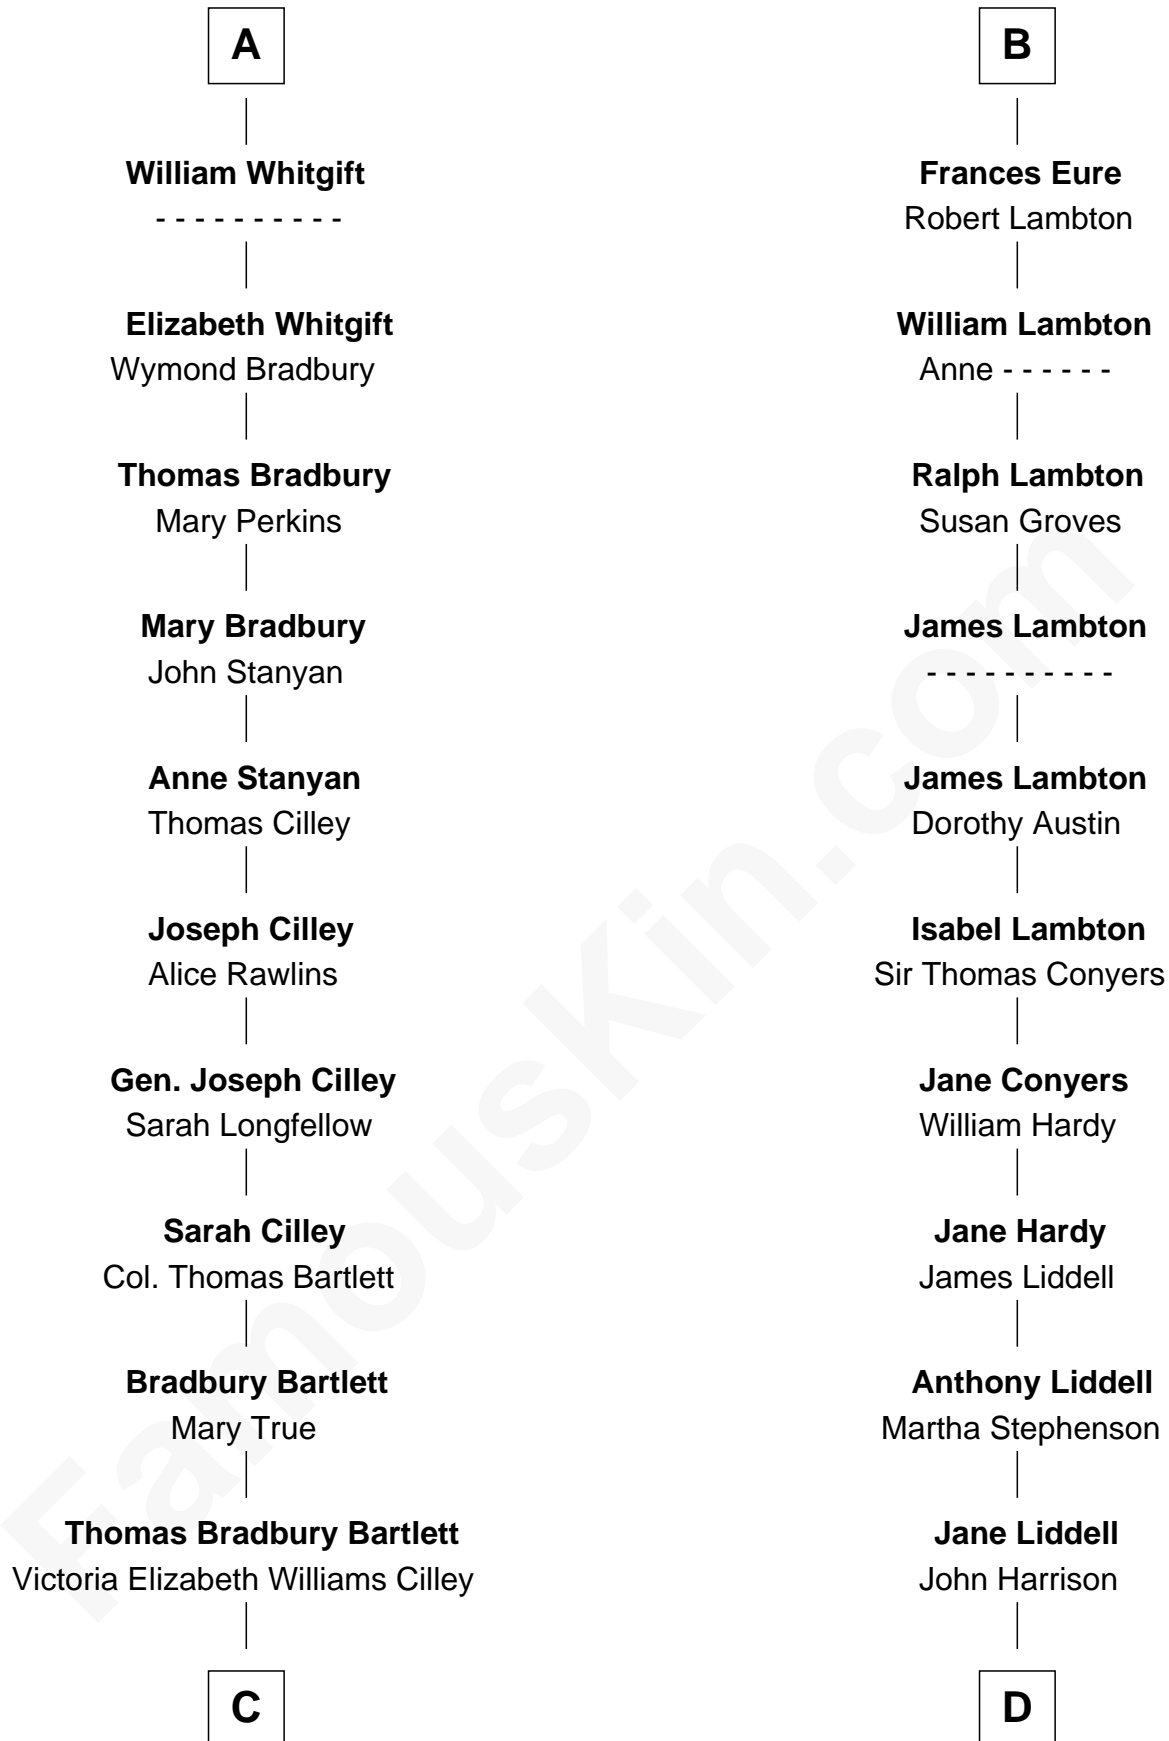 A
William Whitgift
- - - - - - - - - -
Elizabeth Whitgift
Wymond Bradbury
Thomas Bradbury
Mary Perkins
Mary Bradbury
John Stanyan
Anne Stanyan
Thomas Cilley
Joseph Cilley
Alice Rawlins
Gen. Joseph Cilley
Sarah Longfellow
Sarah Cilley
Col. Thomas Bartlett
Bradbury Bartlett
Mary True
Thomas Bradbury Bartlett
Victoria Elizabeth Williams Cilley
C
B
Frances Eure
Robert Lambton
William Lambton
Anne - - - - - -
Ralph Lambton
Susan Groves
James Lambton
- - - - - - - - - -
James Lambton
Dorothy Austin
Isabel Lambton
Sir Thomas Conyers
Jane Conyers
William Hardy
Jane Hardy
James Liddell
Anthony Liddell
Martha Stephenson
Jane Liddell
John Harrison
D
FamousKin.com